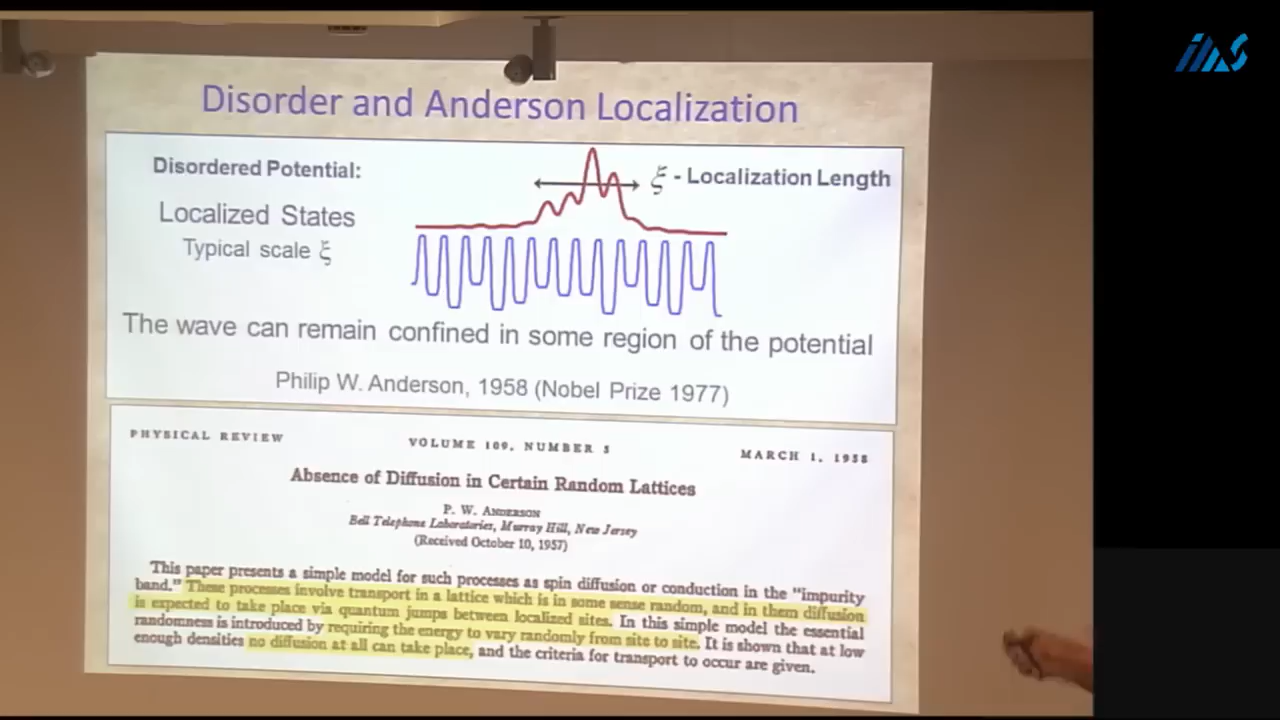 Disorder and Anderson Localization
Disordered Potential:
Localized States
Typical scale ξ
ξ - Localization Length
The wave can remain confined in some region of the potential
Philip W. Anderson, 1958 (Nobel Prize 1977)
PHYSICAL REVIEW VOLUME 109, NUMBER 5 MARCH 1, 1958
Absence of Diffusion in Certain Random Lattices
P. W. Anderson
Bell Telephone Laboratories, Murray Hill, New Jersey
(Received October 10, 1957)
This paper presents a simple model for such processes as spin diffusion or conduction in the "impurity
band." These processes involve transport in a lattice which is in some sense random, and in them diffusion
is expected to take place via quantum jumps between localized sites. In this simple model the essential
randomness is introduced by requiring the energy to vary randomly from site to site. It is shown that at low
enough densities no diffusion at all can take place, and the criteria for transport to occur are given.